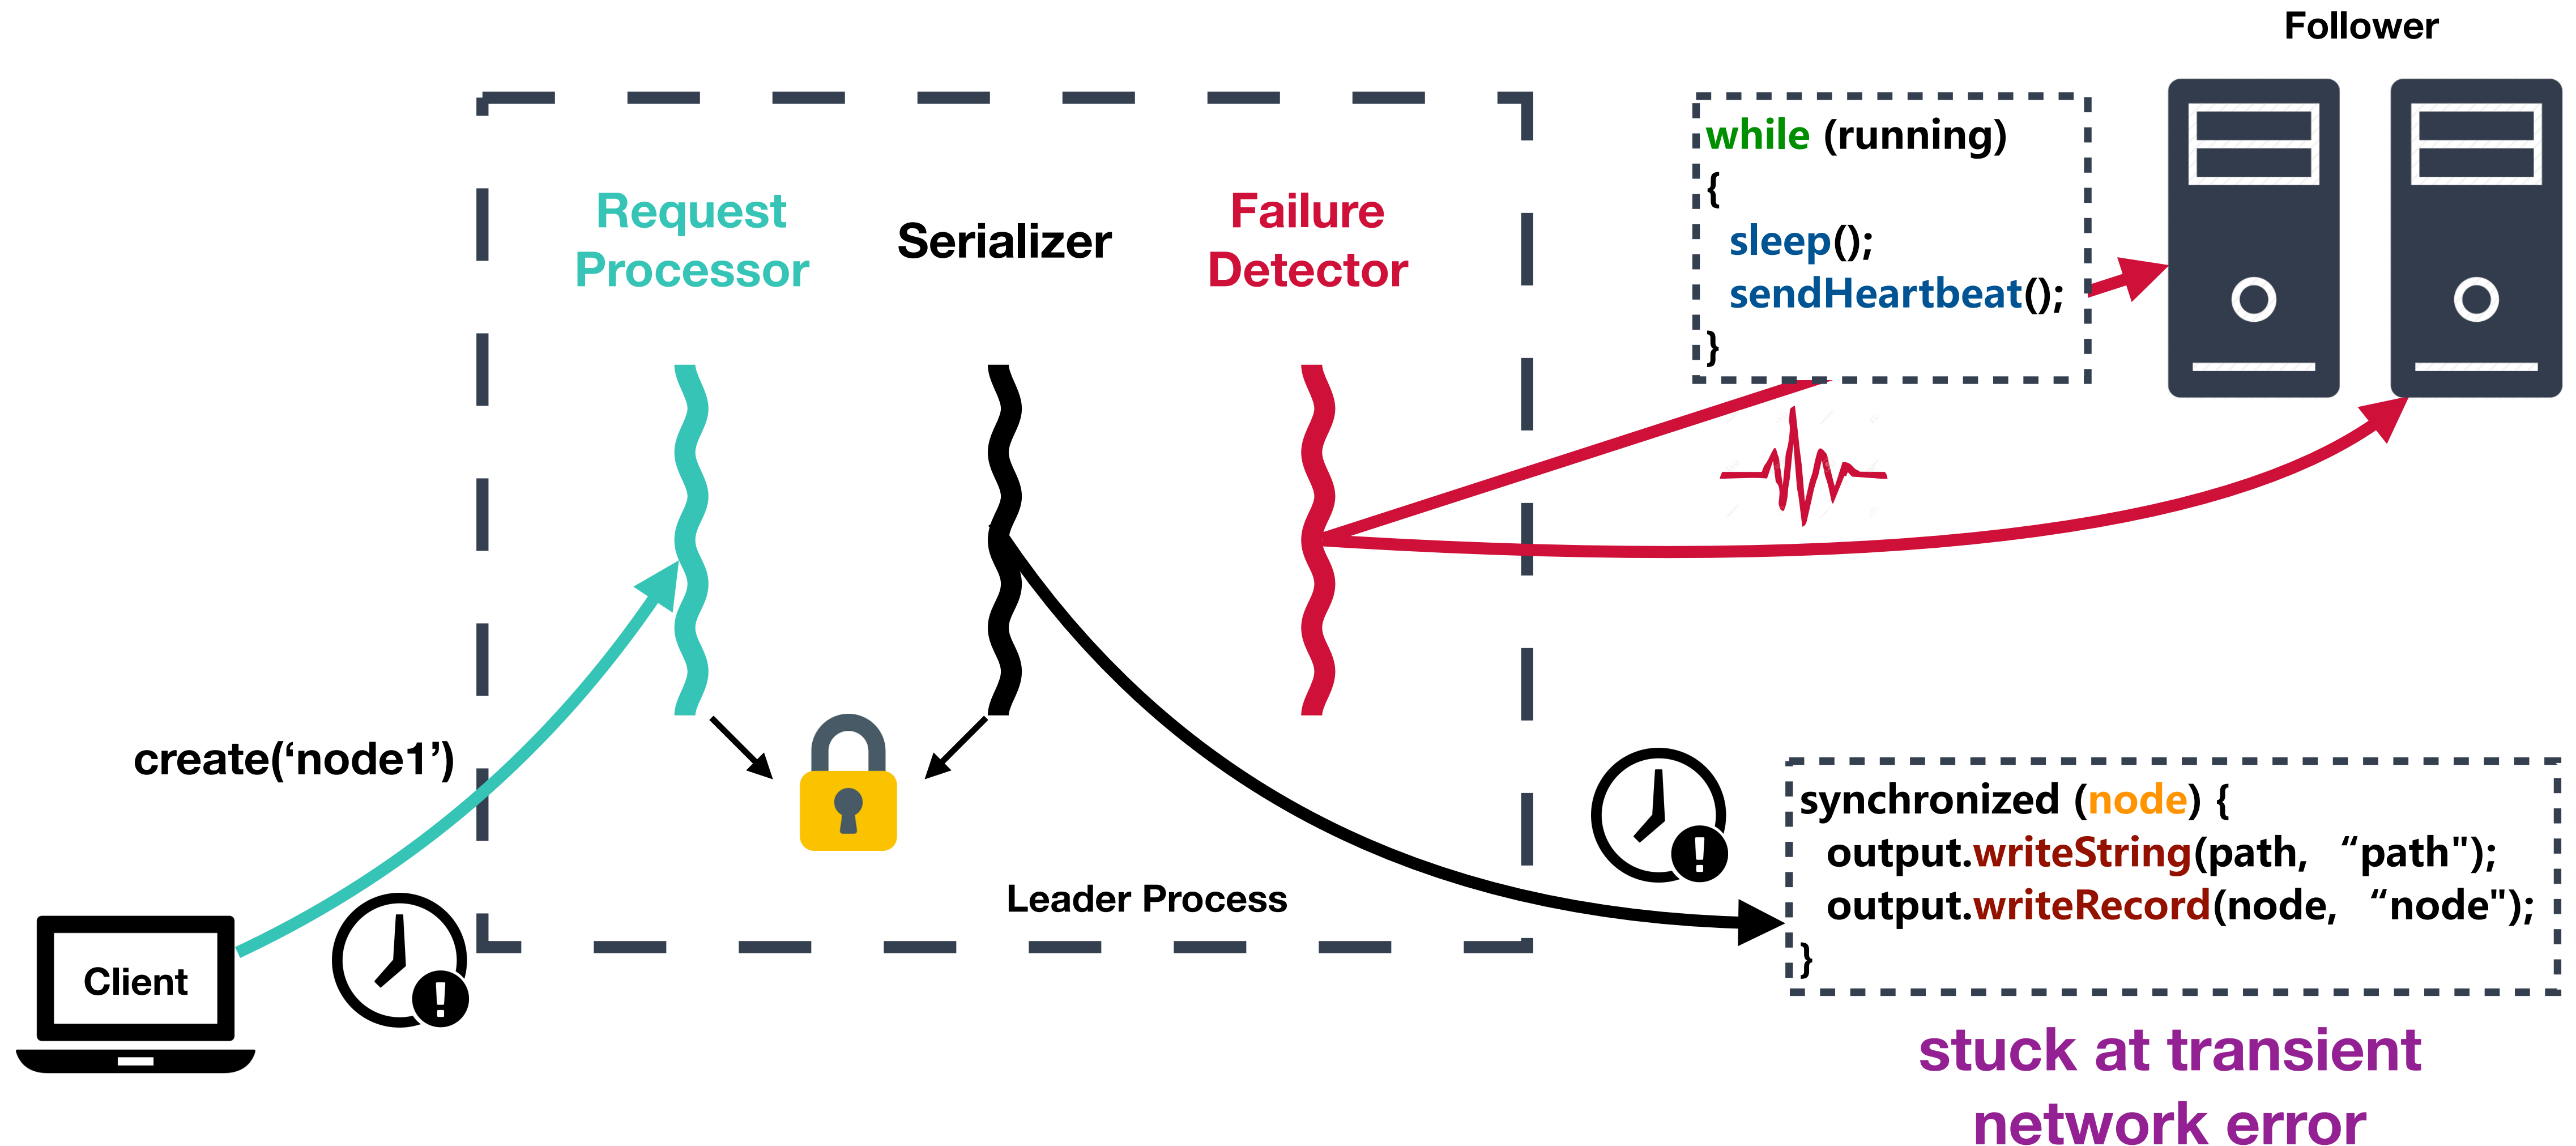 Follower
while (running)
{
sleep();
sendHeartbeat();
}
Request
Processor
Serializer
Failure
Detector
create(‘node1’)
Leader Process
Client
!
!
synchronized (node) {
output.writeString(path, “path");
output.writeRecord(node, “node");
}
stuck at transient
network error